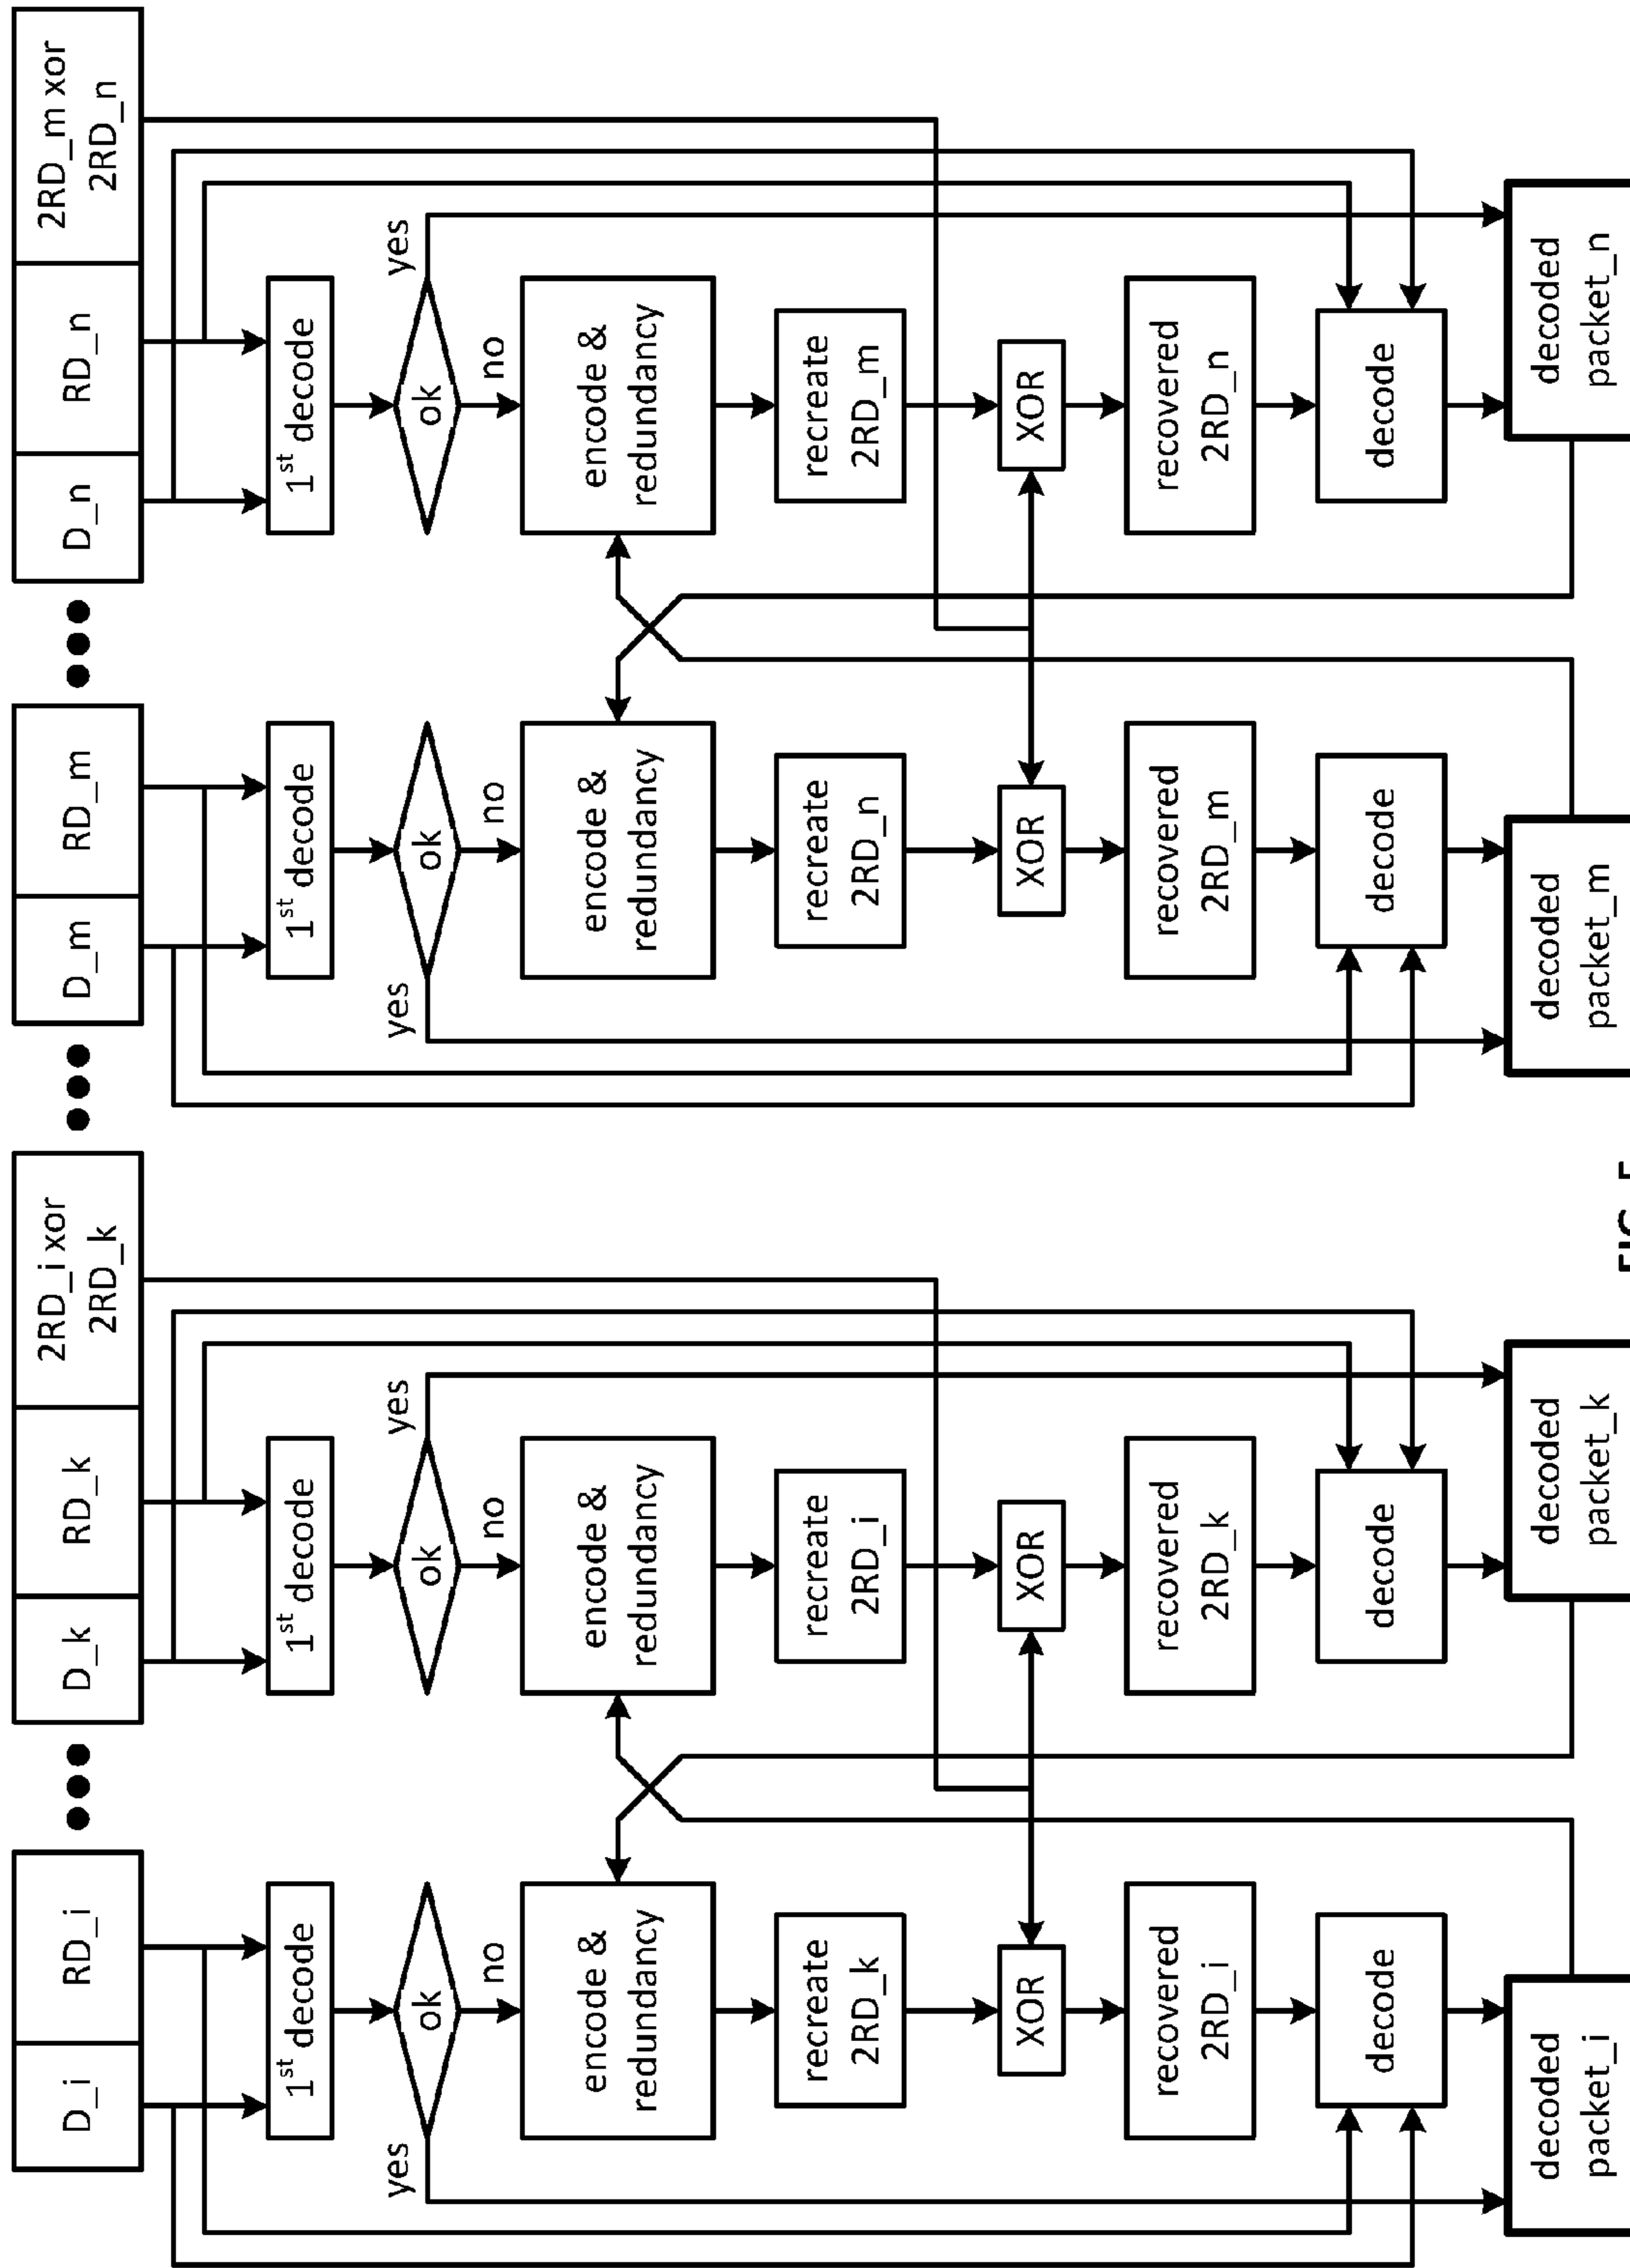 D_i
RD_i
D_k
RD_k
2RD_i xor
2RD_k
D_m
RD_m
D_n
RD_n
2RD_m xor
2RD_n
1st decode
1st decode
1st decode
1st decode
yes
ok
no
ok
yes
no
yes
ok
no
ok
yes
no
encode &
redundancy
encode &
redundancy
encode &
redundancy
encode &
redundancy
recreate
2RD_k
recreate
2RD_i
recreate
2RD_n
recreate
2RD_m
XOR
XOR
XOR
XOR
recovered
2RD_i
recovered
2RD_k
recovered
2RD_m
recovered
2RD_n
decode
decode
decode
decode
decoded
packet_i
decoded
packet_k
decoded
packet_m
decoded
packet_n